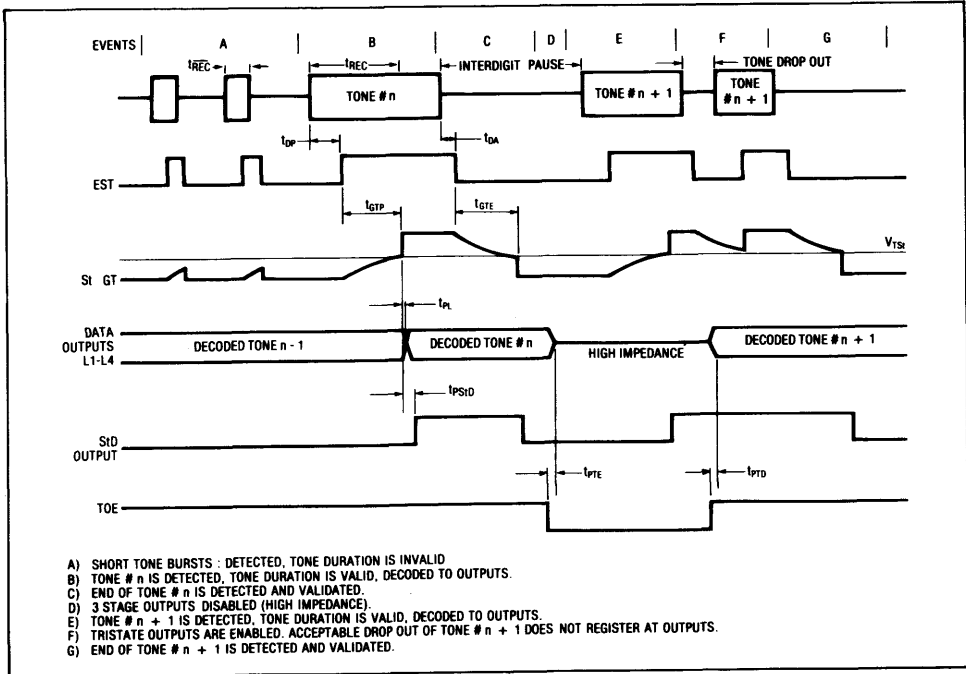 EVENTS A B C D E F G
tREC tREC INTERDIGIT PAUSE TONE DROP OUT
TONE #n TONE #n + 1 TONE #n + 1
tDP tDA
EST
tGTP tGTE
VTSt
St GT
tPL
DATA OUTPUTS L1-L4 DECODED TONE n - 1 DECODED TONE #n HIGH IMPEDANCE DECODED TONE #n + 1
tPStD
StD OUTPUT
tPTE tPTD
TOE
A) SHORT TONE BURSTS : DETECTED, TONE DURATION IS INVALID
B) TONE #n IS DETECTED, TONE DURATION IS VALID, DECODED TO OUTPUTS.
C) END OF TONE #n IS DETECTED AND VALIDATED.
D) 3 STAGE OUTPUTS DISABLED (HIGH IMPEDANCE).
E) TONE #n + 1 IS DETECTED, TONE DURATION IS VALID, DECODED TO OUTPUTS.
F) TRISTATE OUTPUTS ARE ENABLED. ACCEPTABLE DROP OUT OF TONE #n + 1 DOES NOT REGISTER AT OUTPUTS.
G) END OF TONE #n + 1 IS DETECTED AND VALIDATED.